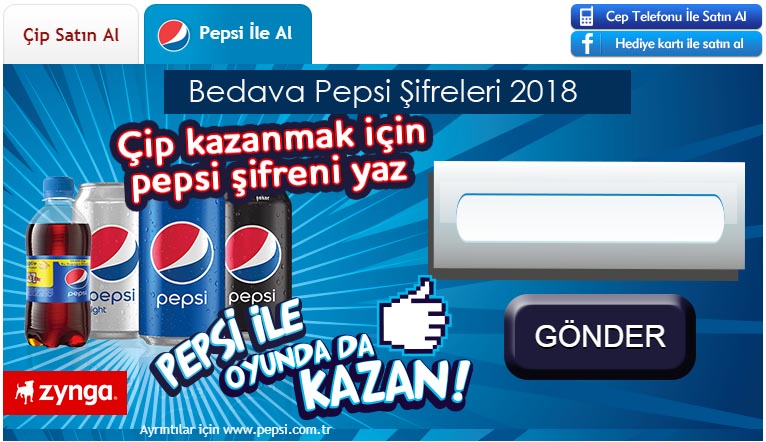 Çip Satın Al
Pepsi İle Al
Cep Telefonu İle Satın Al
Hediye kartı ile satın al
Bedava Pepsi Şifreleri 2018
Çip kazanmak için
pepsi şifreni yaz
pepsi
light
pepsi
şeker
pepsi
PEPSİ İLE
OYUNDA DA
KAZAN!
GÖNDER
zynga
Ayrıntılar için www.pepsi.com.tr